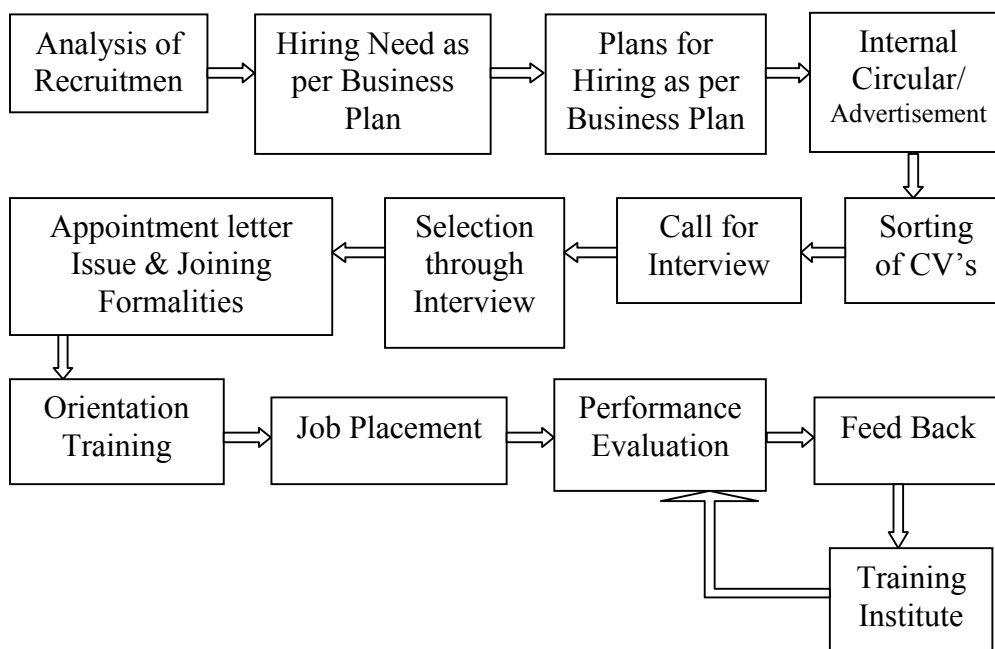 Analysis of
Recruitmen
Hiring Need as
per Business
Plan
Plans for
Hiring as per
Business Plan
Internal
Circular/
Advertisement
Sorting
of CV’s
Call for
Interview
Selection
through
Interview
Appointment letter
Issue & Joining
Formalities
Orientation
Training
Job Placement
Performance
Evaluation
Feed Back
Training
Institute